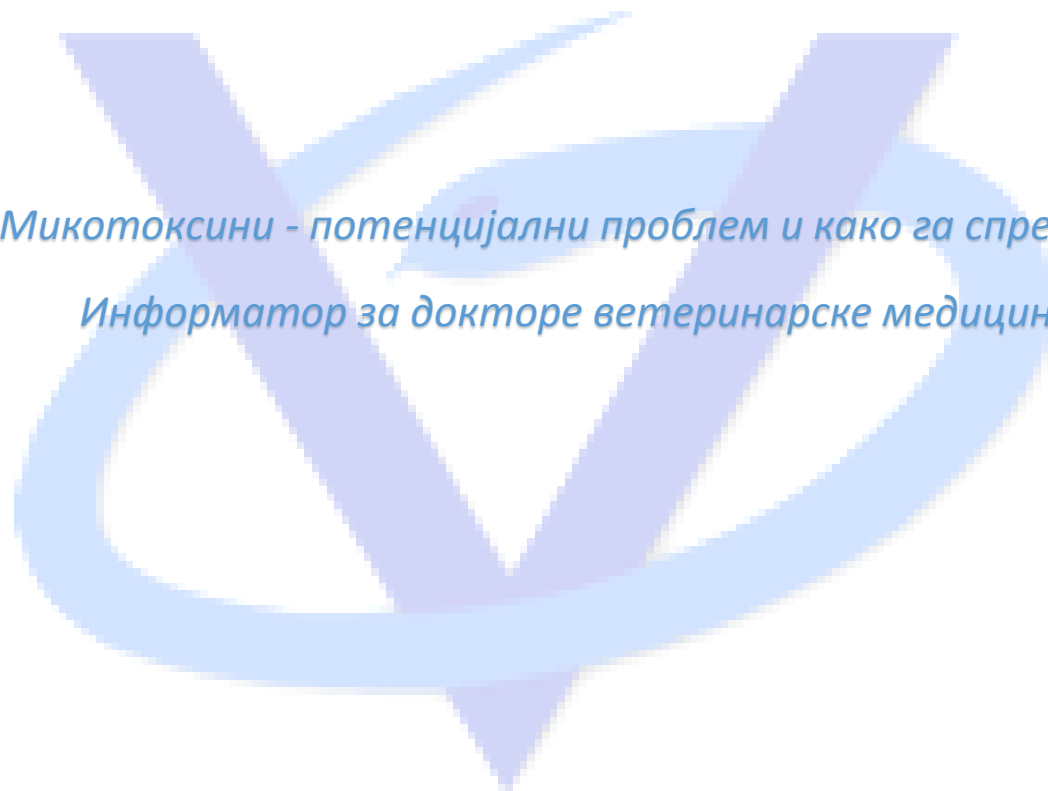 Микотоксини - потенцијални проблем и како га спре
Информатор за докторе ветеринарске медицин